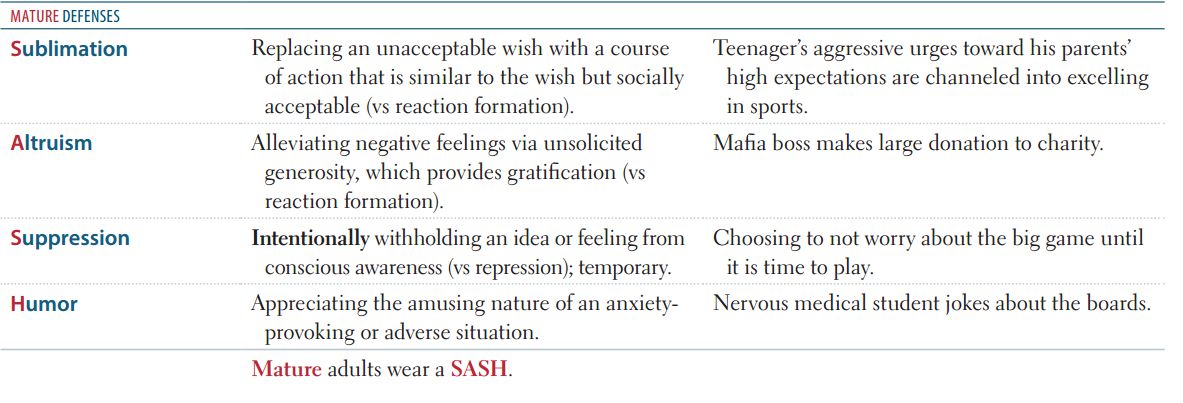 MATURE DEFENSES
Sublimation
Replacing an unacceptable wish with a course
of action that is similar to the wish but socially
acceptable (vs reaction formation).
Teenager’s aggressive urges toward his parents’
high expectations are channeled into excelling
in sports.
Altruism
Alleviating negative feelings via unsolicited
generosity, which provides gratification (vs
reaction formation).
Mafia boss makes large donation to charity.
Suppression
Intentionally withholding an idea or feeling from
conscious awareness (vs repression); temporary.
Choosing to not worry about the big game until
it is time to play.
Humor
Appreciating the amusing nature of an anxiety-
provoking or adverse situation.
Nervous medical student jokes about the boards.
Mature adults wear a SASH.